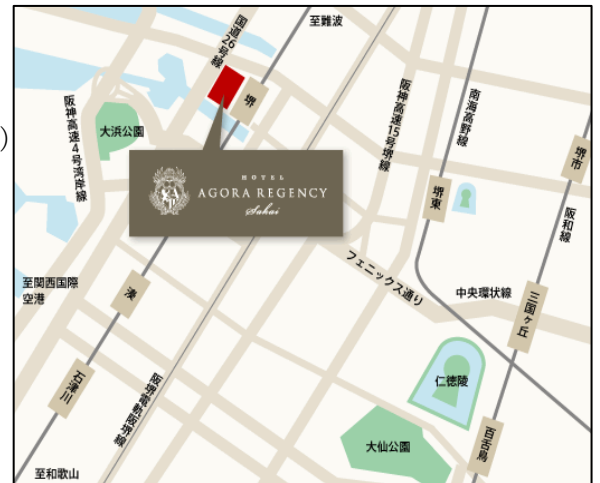 )
至難波
国道26号線
堺
阪神高速4号湾岸線
大浜公園
阪神高速15号堺線
南海高野線
堺市
HOTEL
AGORA REGENCY
Sakai
堺東
阪和線
フェニックス通り
至関西国際
空港
湊
中央環状線
三国ヶ丘
石津川
阪堺電軌阪堺線
仁徳陵
百舌鳥
大仙公園
至和歌山